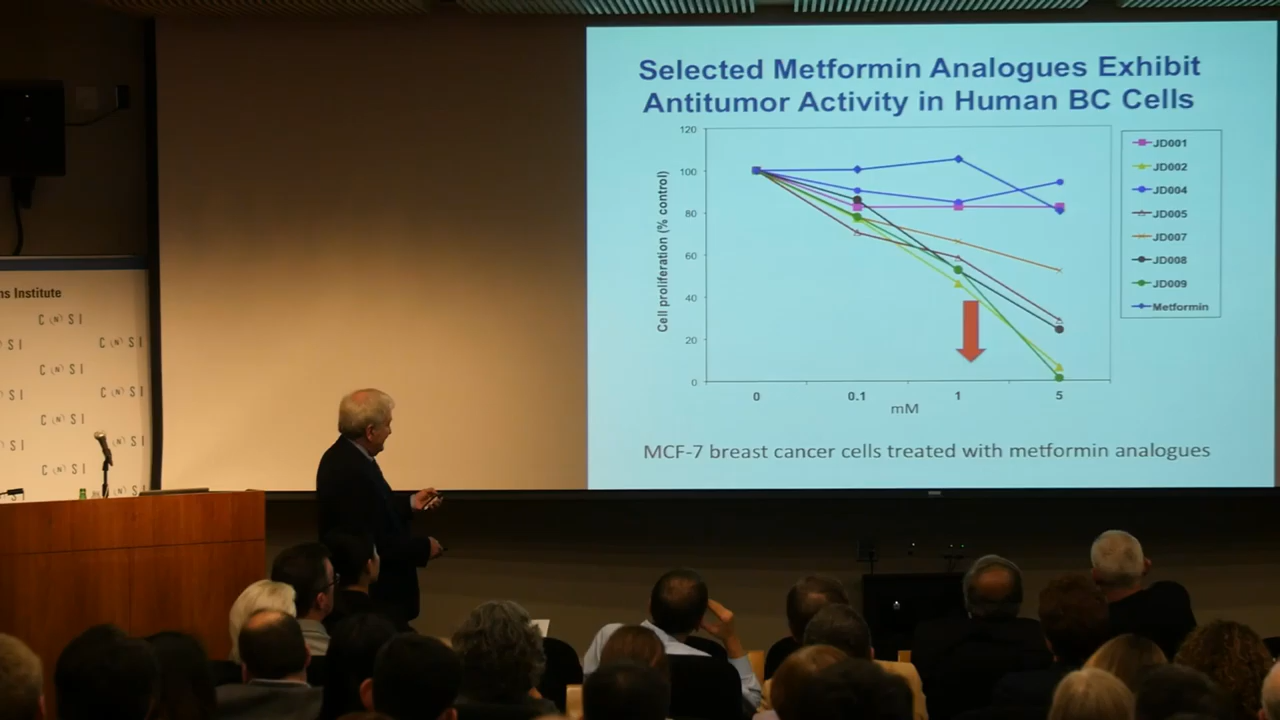 Selected Metformin Analogues Exhibit
Antitumor Activity in Human BC Cells
120
100
80
60
40
20
0
Cell proliferation (% control)
0 0.1 1 5
mM
JD001
JD002
JD004
JD005
JD007
JD008
JD009
Metformin
MCF-7 breast cancer cells treated with metformin analogues
ns Institute
C (N) S I
S I C (N) S I
C (N) S I
S I C (N) S I
C (N) S I
S I (N) S I
C (N) S I
(N) S I